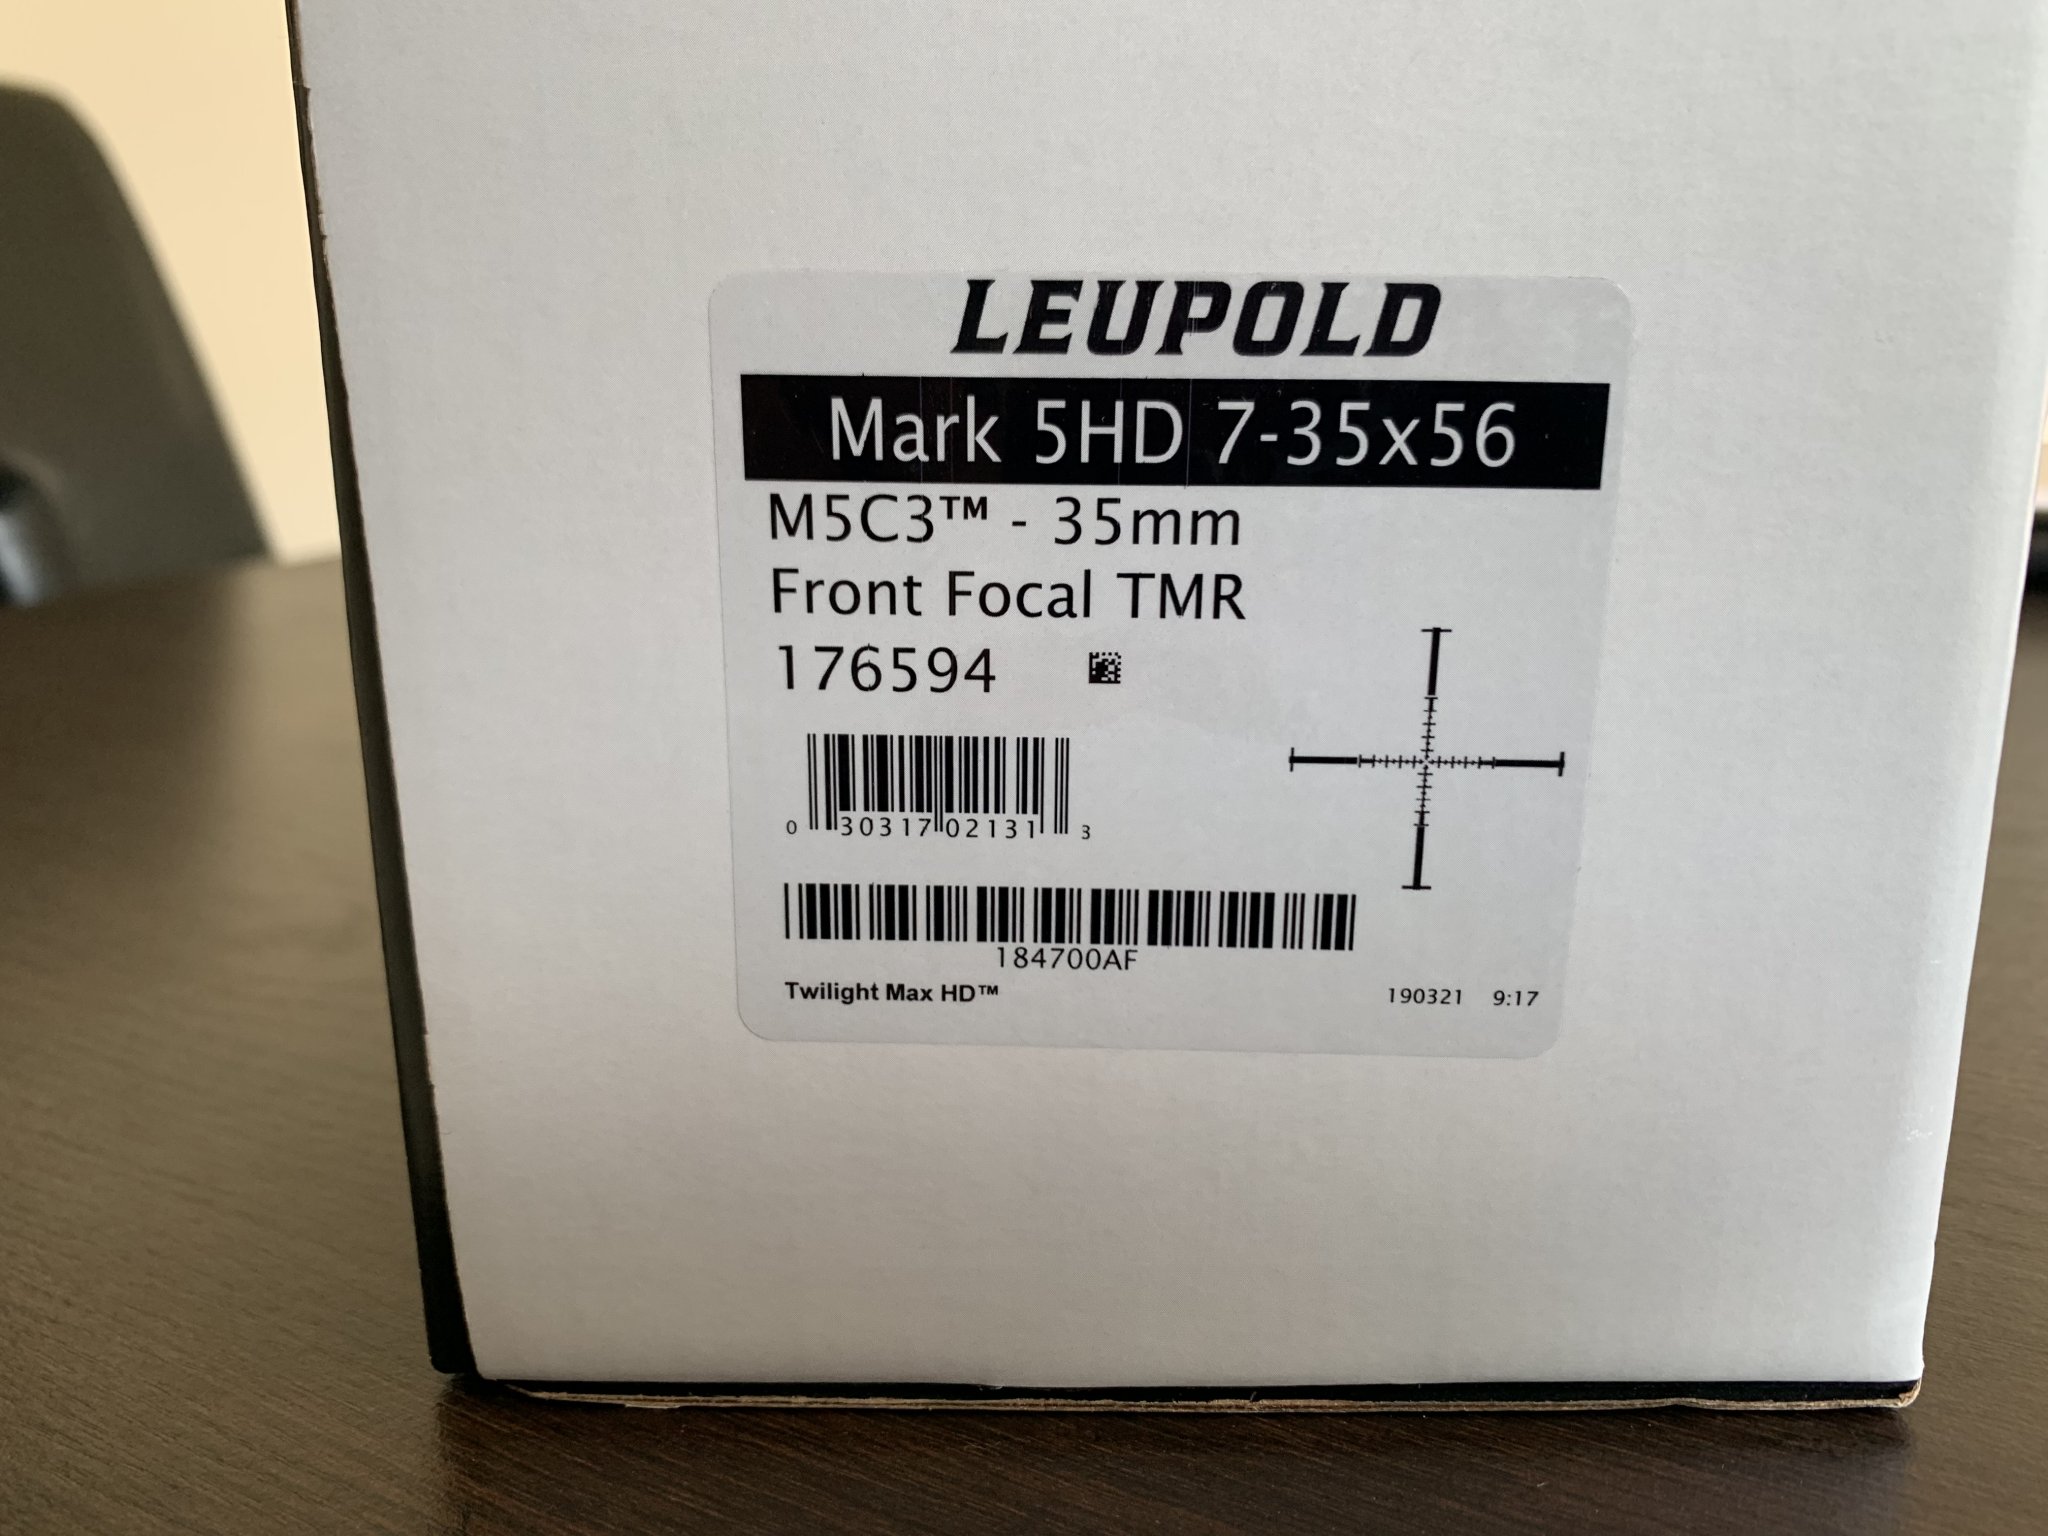 LEUPOLD
Mark 5HD 7-35x56
M5C3™ - 35mm
Front Focal TMR
176594
0 30317 02131 3
184700AF
Twilight Max HD™ 190321 9:17